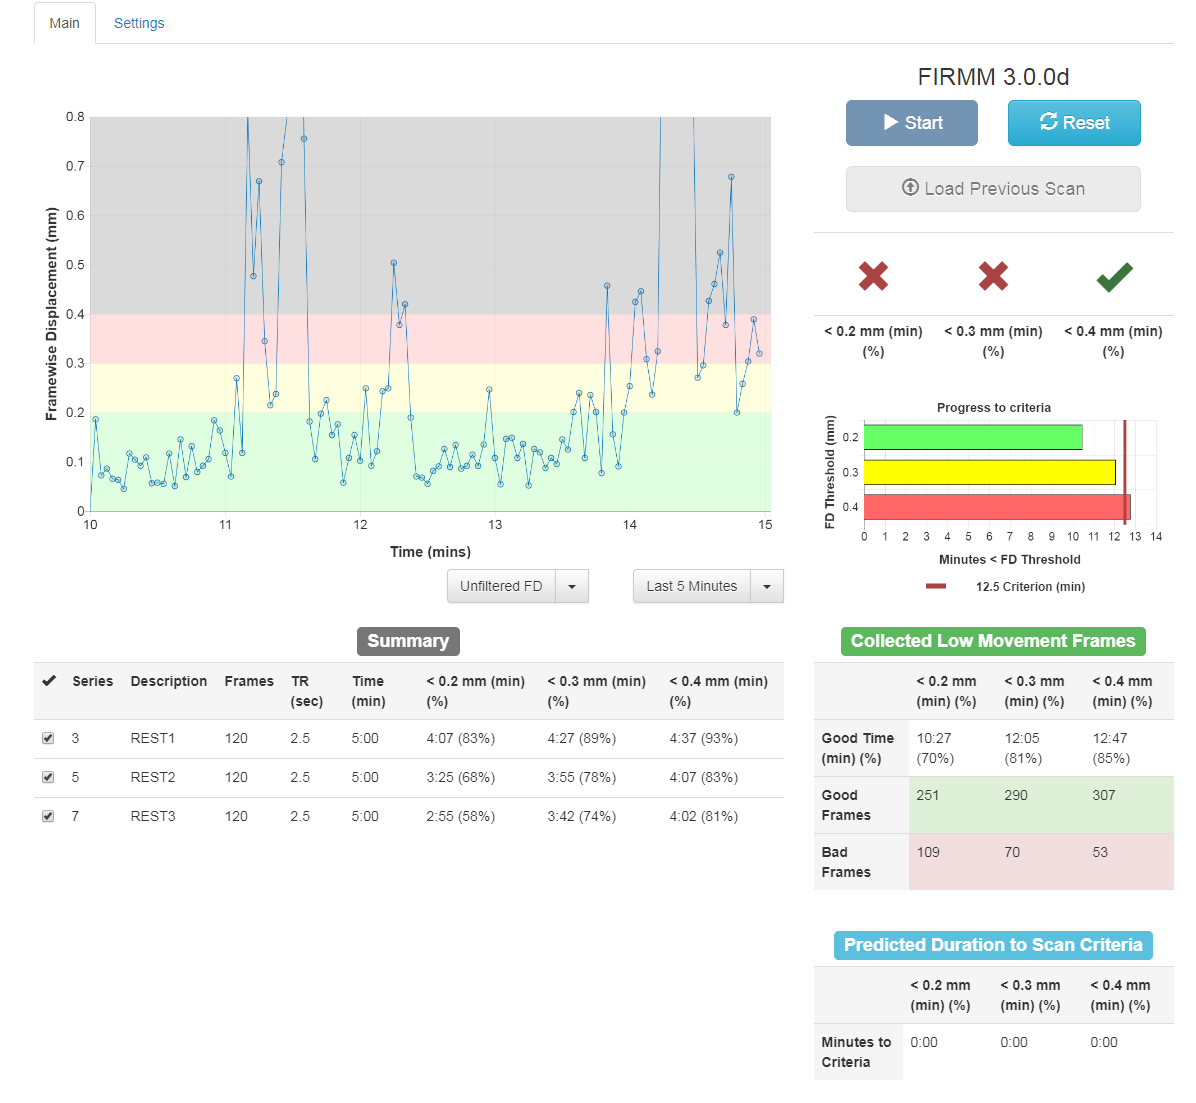 Main Settings
FIRMM 3.0.0d
Start Reset
Load Previous Scan
< 0.2 mm (min) < 0.3 mm (min) < 0.4 mm (min)
(%) (%) (%)
Framewise Displacement (mm)
0.8
0.7
0.6
0.5
0.4
0.3
0.2
0.1
0
10 11 12 13 14 15
Time (mins)
Unfiltered FD Last 5 Minutes
Progress to criteria
FD Threshold (mm)
0.2
0.3
0.4
0 1 2 3 4 5 6 7 8 9 10 11 12 13 14
Minutes < FD Threshold
12.5 Criterion (min)
Summary
Series Description Frames TR Time < 0.2 mm (min) < 0.3 mm (min) < 0.4 mm (min)
(sec) (min) (%) (%) (%)
3 REST1 120 2.5 5:00 4:07 (83%) 4:27 (89%) 4:37 (93%)
5 REST2 120 2.5 5:00 3:25 (68%) 3:55 (78%) 4:07 (83%)
7 REST3 120 2.5 5:00 2:55 (58%) 3:42 (74%) 4:02 (81%)
Collected Low Movement Frames
< 0.2 mm < 0.3 mm < 0.4 mm
(min) (%) (min) (%) (min) (%)
Good Time 10:27 12:05 12:47
(min) (%) (70%) (81%) (85%)
Good 251 290 307
Frames
Bad 109 70 53
Frames
Predicted Duration to Scan Criteria
< 0.2 mm < 0.3 mm < 0.4 mm
(min) (%) (min) (%) (min) (%)
Minutes to 0:00 0:00 0:00
Criteria